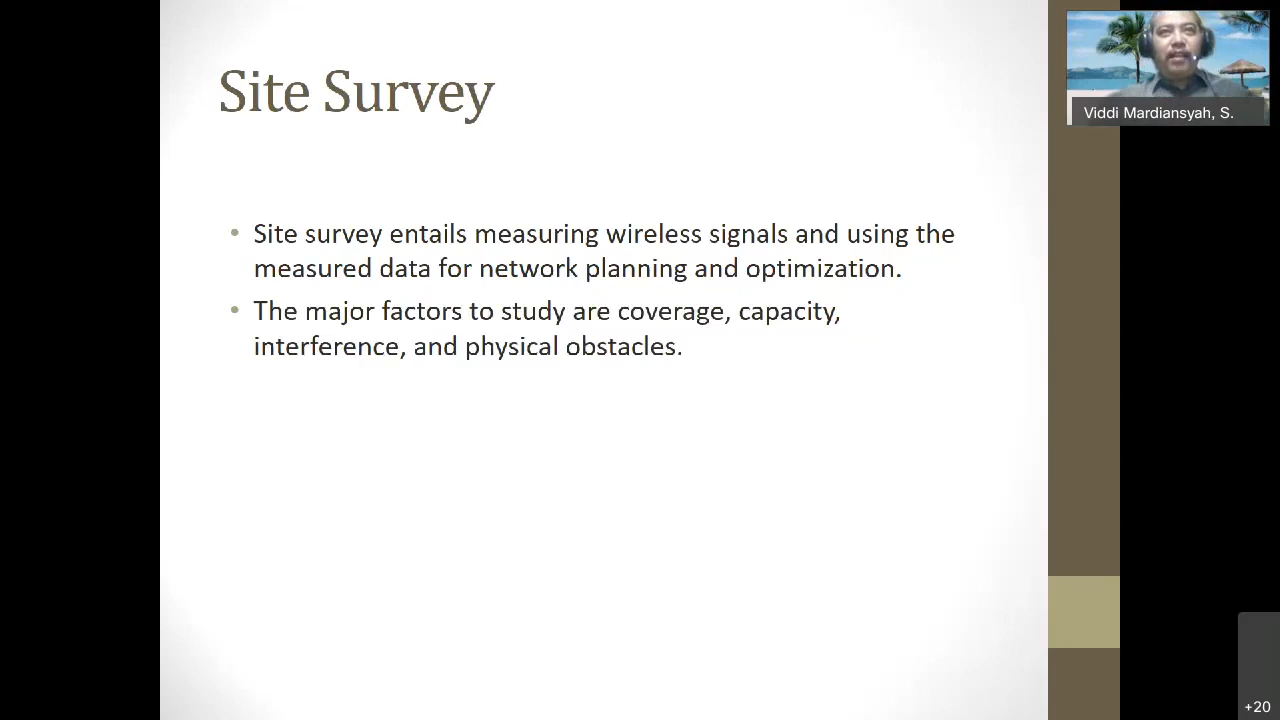 Site Survey
Viddi Mardiansyah, S.
• Site survey entails measuring wireless signals and using the
measured data for network planning and optimization.
• The major factors to study are coverage, capacity,
interference, and physical obstacles.
+20